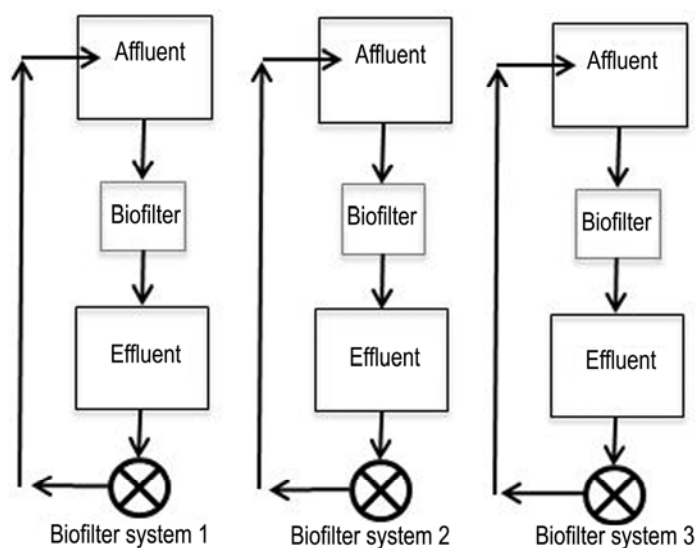 Affluent
Biofilter
Effluent
Biofilter system 1
Affluent
Biofilter
Effluent
Biofilter system 2
Affluent
Biofilter
Effluent
Biofilter system 3